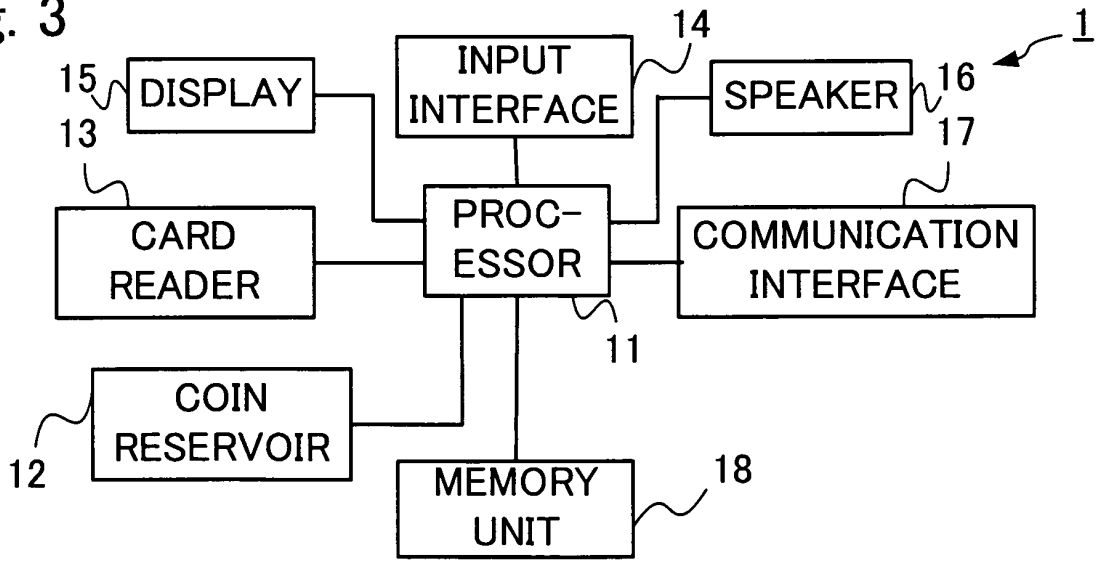 g. 3
14
1
INPUT
INTERFACE
15
DISPLAY
SPEAKER
16
13
17
CARD
READER
PROC-
ESSOR
COMMUNICATION
INTERFACE
11
COIN
RESERVOIR
12
MEMORY
UNIT
18